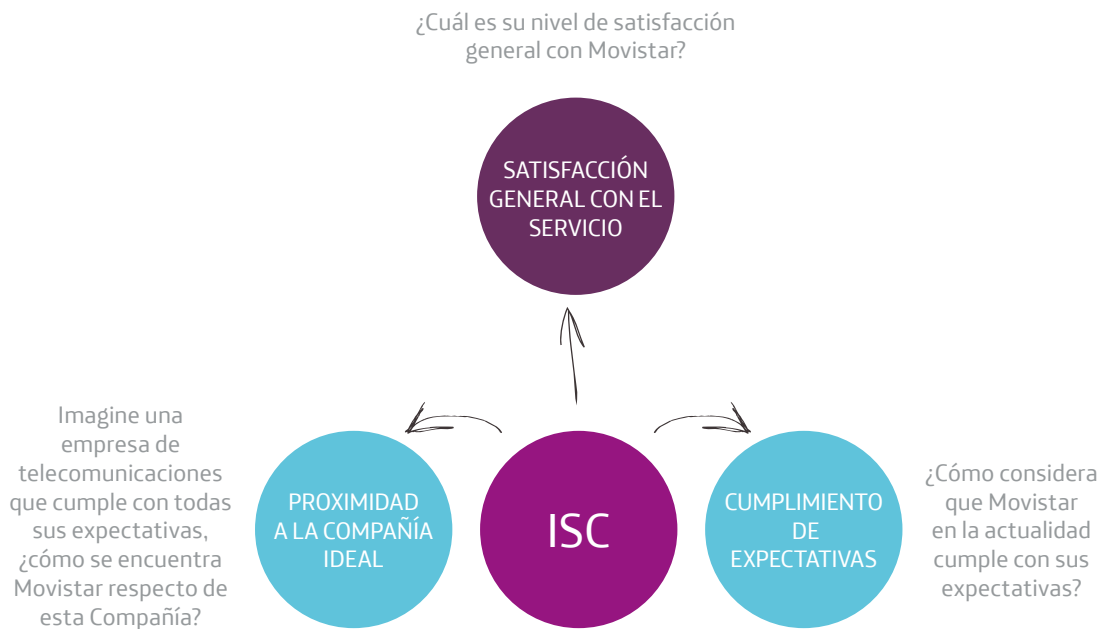 ¿Cuál es su nivel de satisfacción
general con Movistar?
SATISFACCIÓN
GENERAL CON EL
SERVICIO
Imagine una
empresa de
telecomunicaciones
que cumple con todas
sus expectativas,
¿cómo se encuentra
Movistar respecto de
esta Compañía?
PROXIMIDAD
A LA COMPAÑÍA
IDEAL
ISC
CUMPLIMIENTO
DE
EXPECTATIVAS
¿Cómo considera
que Movistar
en la actualidad
cumple con sus
expectativas?